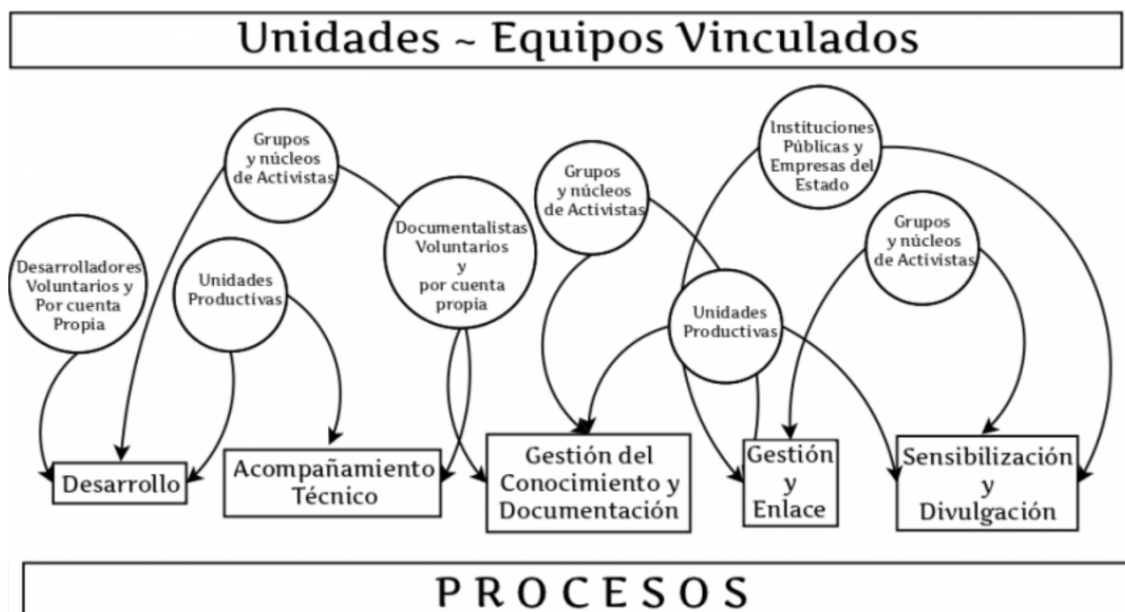 Unidades ~ Equipos Vinculados
Grupos
y núcleos
de Activistas
Instituciones
Públicas y
Empresas del
Estado
Grupos
y núcleos
de Activistas
Documentalistas
Voluntarios
y
por cuenta
propia
Grupos
y núcleos
de Activistas
Desarrolladores
Voluntarios y
Por cuenta
Propia
Unidades
Productivas
Unidades
Productivas
Desarrollo
Acompañamiento
Técnico
Gestión del
Conocimiento y
Documentación
Gestión
y
Enlace
Sensibilización
y
Divulgación
PROCESOS